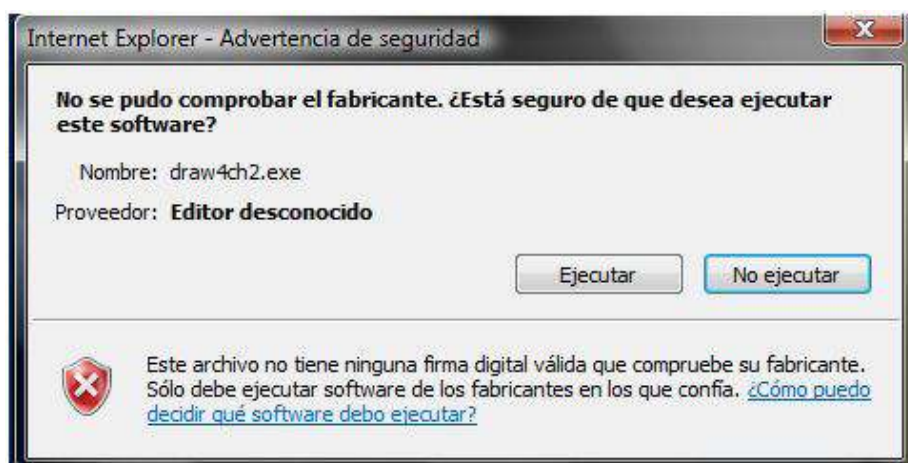 Internet Explorer - Advertencia de seguridad
No se pudo comprobar el fabricante. ¿Está seguro de que desea ejecutar
este software?
Nombre: draw4ch2.exe
Proveedor: Editor desconocido
Ejecutar No ejecutar
Este archivo no tiene ninguna firma digital válida que compruebe su fabricante.
Sólo debe ejecutar software de los fabricantes en los que confía. ¿Cómo puedo
decidir qué software debo ejecutar?